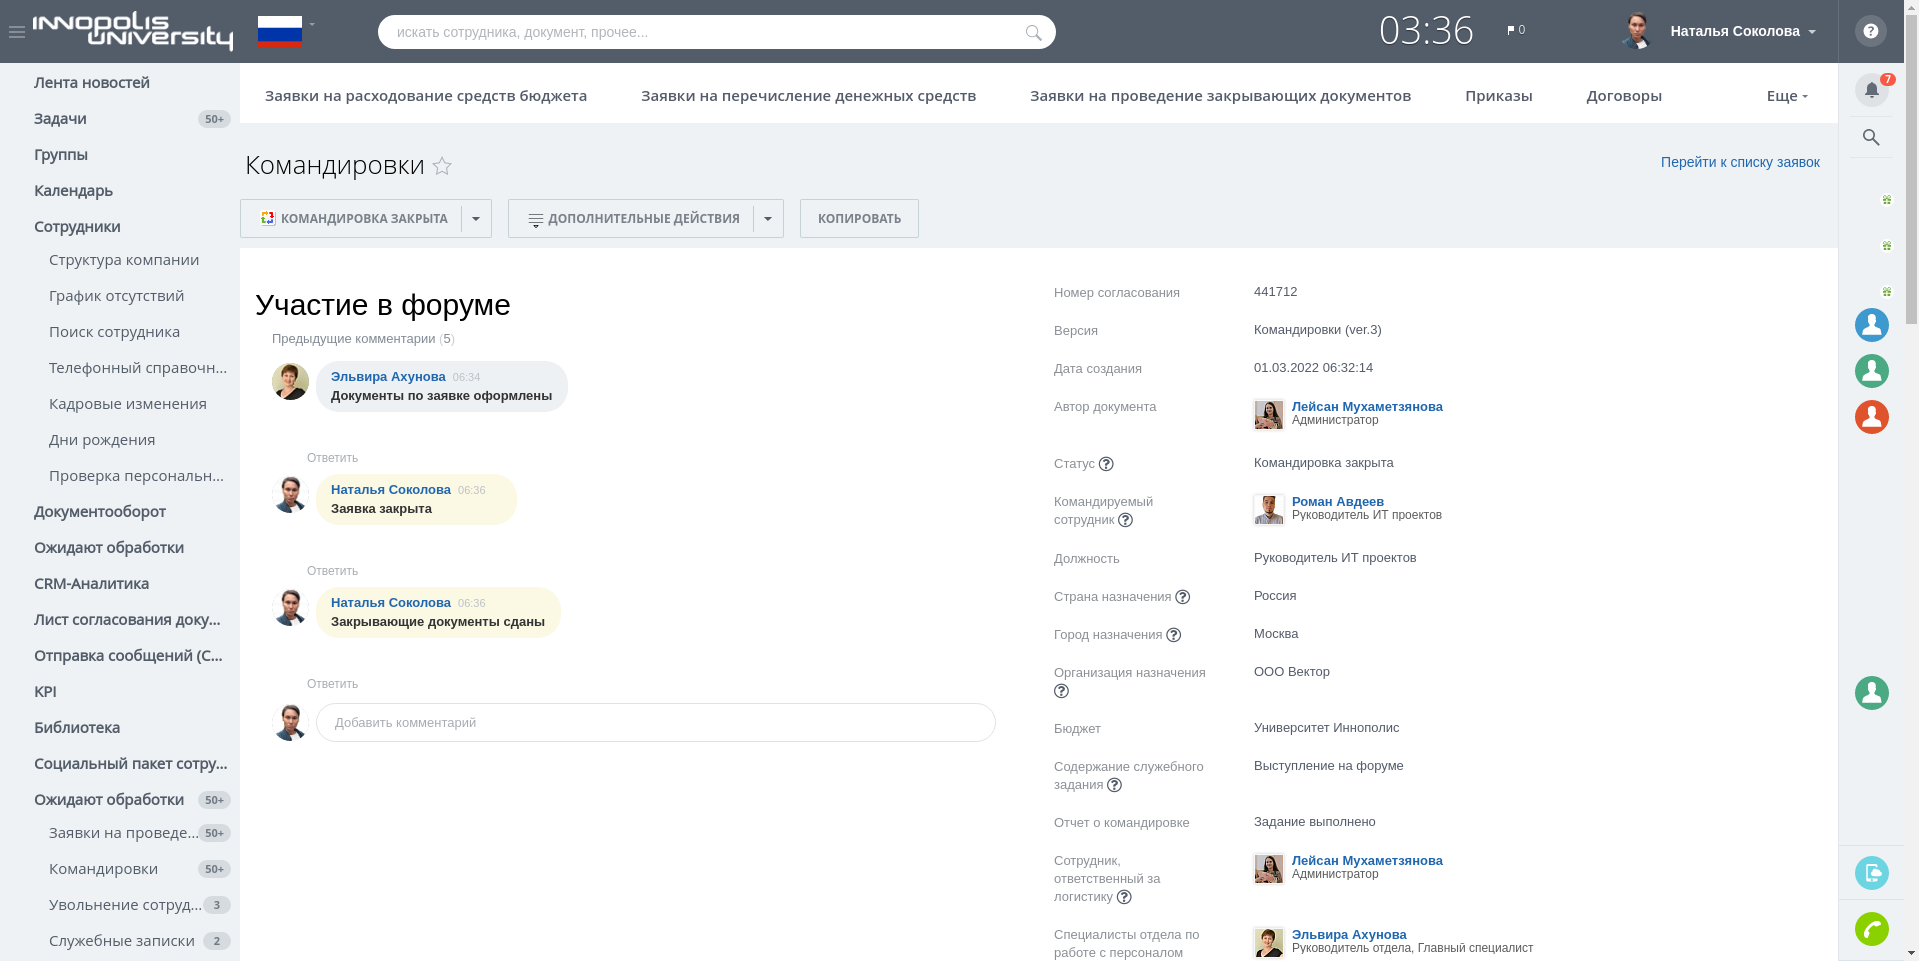 INNOPOLIS
UNIVERSITY
искать сотрудника, документ, прочее...
03:36
0
Наталья Соколова
Лента новостей
Задачи 50+
Группы
Календарь
Сотрудники
Структура компании
График отсутствий
Поиск сотрудника
Телефонный справочн...
Кадровые изменения
Дни рождения
Проверка персональн...
Документооборот
Ожидают обработки
CRM-Аналитика
Лист согласования доку...
Отправка сообщений (С...
KPI
Библиотека
Социальный пакет сотру...
Ожидают обработки 50+
Заявки на проведе... 50+
Командировки 50+
Увольнение сотруд... 3
Служебные записки 2
Заявки на расходование средств бюджета
Заявки на перечисление денежных средств
Заявки на проведение закрывающих документов
Приказы
Договоры
Еще
7
Командировки
Перейти к списку заявок
КОМАНДИРОВКА ЗАКРЫТА
ДОПОЛНИТЕЛЬНЫЕ ДЕЙСТВИЯ
КОПИРОВАТЬ
Участие в форуме
Предыдущие комментарии (5)
Эльвира Ахунова 06:34
Документы по заявке оформлены
Ответить
Наталья Соколова 06:36
Заявка закрыта
Ответить
Наталья Соколова 06:36
Закрывающие документы сданы
Ответить
Добавить комментарий
Номер согласования 441712
Версия Командировки (ver.3)
Дата создания 01.03.2022 06:32:14
Автор документа Лейсан Мухаметзянова
Администратор
Статус ? Командировка закрыта
Командируемый Роман Авдеев
сотрудник ? Руководитель ИТ проектов
Должность Руководитель ИТ проектов
Страна назначения ? Россия
Город назначения ? Москва
Организация назначения ООО Вектор
?
Бюджет Университет Иннополис
Содержание служебного Выступление на форуме
задания ?
Отчет о командировке Задание выполнено
Сотрудник, Лейсан Мухаметзянова
ответственный за Администратор
логистику ?
Специалисты отдела по Эльвира Ахунова
работе с персоналом Руководитель отдела, Главный специалист